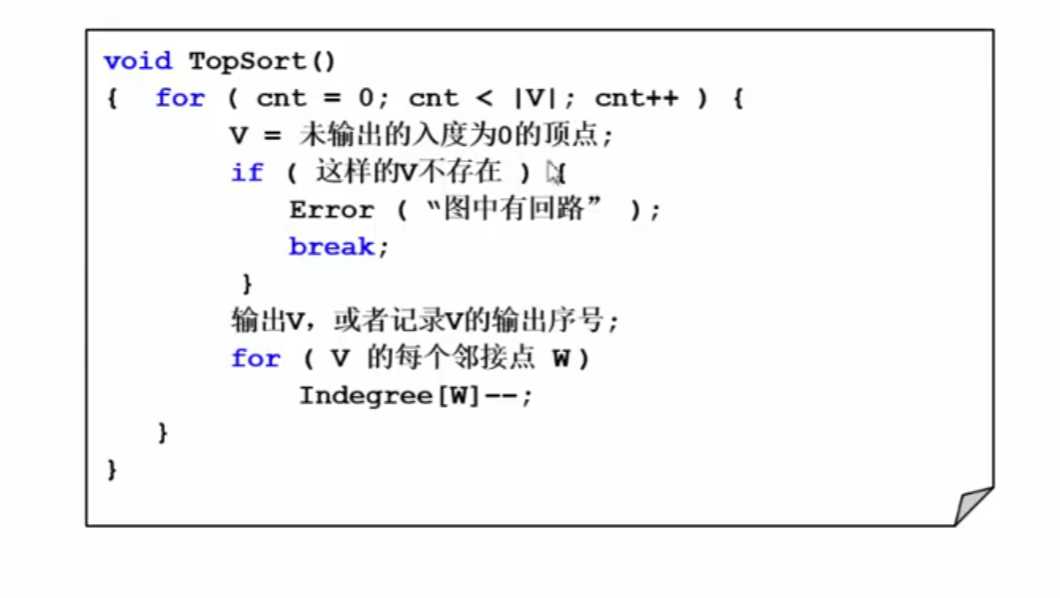 void TopSort()
{ for ( cnt = 0; cnt < |V|; cnt++ ) {
V = 未输出的入度为0的顶点;
if ( 这样的V不存在 ) {
Error ( “图中有回路” );
break;
}
输出V，或者记录V的输出序号;
for ( V 的每个邻接点 W )
Indegree[W]––;
}
}